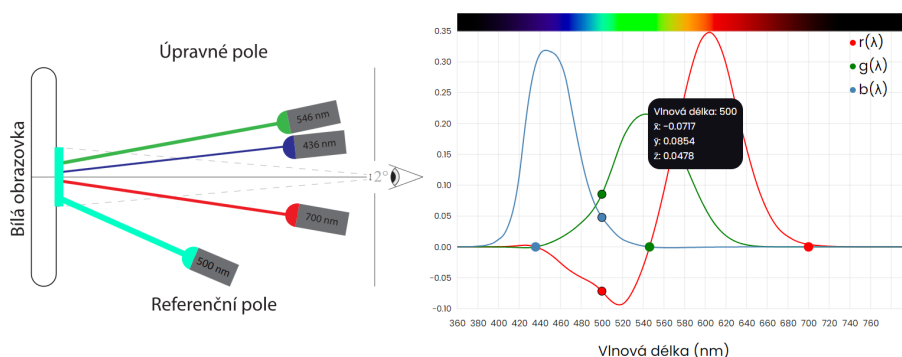 Úpravné pole
Bílá obrazovka
546 nm
436 nm
2°
700 nm
500 nm
Referenční pole
0.35
0.30
0.25
0.20
0.15
0.10
0.05
0.00
−0.05
−0.10
r(λ)
g(λ)
b(λ)
Vlnová délka: 500
x̄: −0.0717
ȳ: 0.0854
z̄: 0.0478
360 380 400 420 440 460 480 500 520 540 560 580 600 620 640 660 680 700 720 740 760
Vlnová délka (nm)